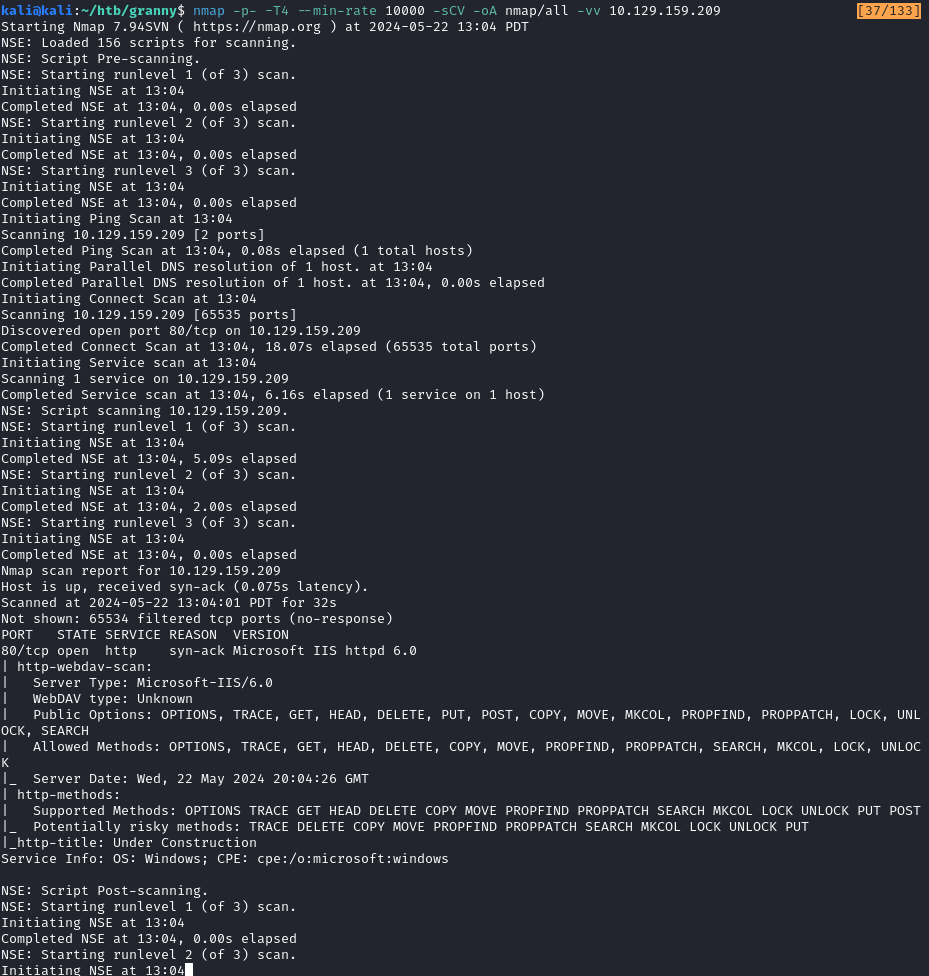 kali@kali:~/htb/granny$ nmap -p- -T4 --min-rate 10000 -sCV -oA nmap/all -vv 10.129.159.209 [37/133]
Starting Nmap 7.94SVN ( https://nmap.org ) at 2024-05-22 13:04 PDT
NSE: Loaded 156 scripts for scanning.
NSE: Script Pre-scanning.
NSE: Starting runlevel 1 (of 3) scan.
Initiating NSE at 13:04
Completed NSE at 13:04, 0.00s elapsed
NSE: Starting runlevel 2 (of 3) scan.
Initiating NSE at 13:04
Completed NSE at 13:04, 0.00s elapsed
NSE: Starting runlevel 3 (of 3) scan.
Initiating NSE at 13:04
Completed NSE at 13:04, 0.00s elapsed
Initiating Ping Scan at 13:04
Scanning 10.129.159.209 [2 ports]
Completed Ping Scan at 13:04, 0.08s elapsed (1 total hosts)
Initiating Parallel DNS resolution of 1 host. at 13:04
Completed Parallel DNS resolution of 1 host. at 13:04, 0.00s elapsed
Initiating Connect Scan at 13:04
Scanning 10.129.159.209 [65535 ports]
Discovered open port 80/tcp on 10.129.159.209
Completed Connect Scan at 13:04, 18.07s elapsed (65535 total ports)
Initiating Service scan at 13:04
Scanning 1 service on 10.129.159.209
Completed Service scan at 13:04, 6.16s elapsed (1 service on 1 host)
NSE: Script scanning 10.129.159.209.
NSE: Starting runlevel 1 (of 3) scan.
Initiating NSE at 13:04
Completed NSE at 13:04, 5.09s elapsed
NSE: Starting runlevel 2 (of 3) scan.
Initiating NSE at 13:04
Completed NSE at 13:04, 2.00s elapsed
NSE: Starting runlevel 3 (of 3) scan.
Initiating NSE at 13:04
Completed NSE at 13:04, 0.00s elapsed
Nmap scan report for 10.129.159.209
Host is up, received syn-ack (0.075s latency).
Scanned at 2024-05-22 13:04:01 PDT for 32s
Not shown: 65534 filtered tcp ports (no-response)
PORT   STATE SERVICE REASON  VERSION
80/tcp open  http    syn-ack Microsoft IIS httpd 6.0
| http-webdav-scan:
|   Server Type: Microsoft-IIS/6.0
|   WebDAV type: Unknown
|   Public Options: OPTIONS, TRACE, GET, HEAD, DELETE, PUT, POST, COPY, MOVE, MKCOL, PROPFIND, PROPPATCH, LOCK, UNL
OCK, SEARCH
|   Allowed Methods: OPTIONS, TRACE, GET, HEAD, DELETE, COPY, MOVE, PROPFIND, PROPPATCH, SEARCH, MKCOL, LOCK, UNLOC
K
|_  Server Date: Wed, 22 May 2024 20:04:26 GMT
| http-methods:
|   Supported Methods: OPTIONS TRACE GET HEAD DELETE COPY MOVE PROPFIND PROPPATCH SEARCH MKCOL LOCK UNLOCK PUT POST
|_  Potentially risky methods: TRACE DELETE COPY MOVE PROPFIND PROPPATCH SEARCH MKCOL LOCK UNLOCK PUT
|_http-title: Under Construction
Service Info: OS: Windows; CPE: cpe:/o:microsoft:windows
NSE: Script Post-scanning.
NSE: Starting runlevel 1 (of 3) scan.
Initiating NSE at 13:04
Completed NSE at 13:04, 0.00s elapsed
NSE: Starting runlevel 2 (of 3) scan.
Initiating NSE at 13:04